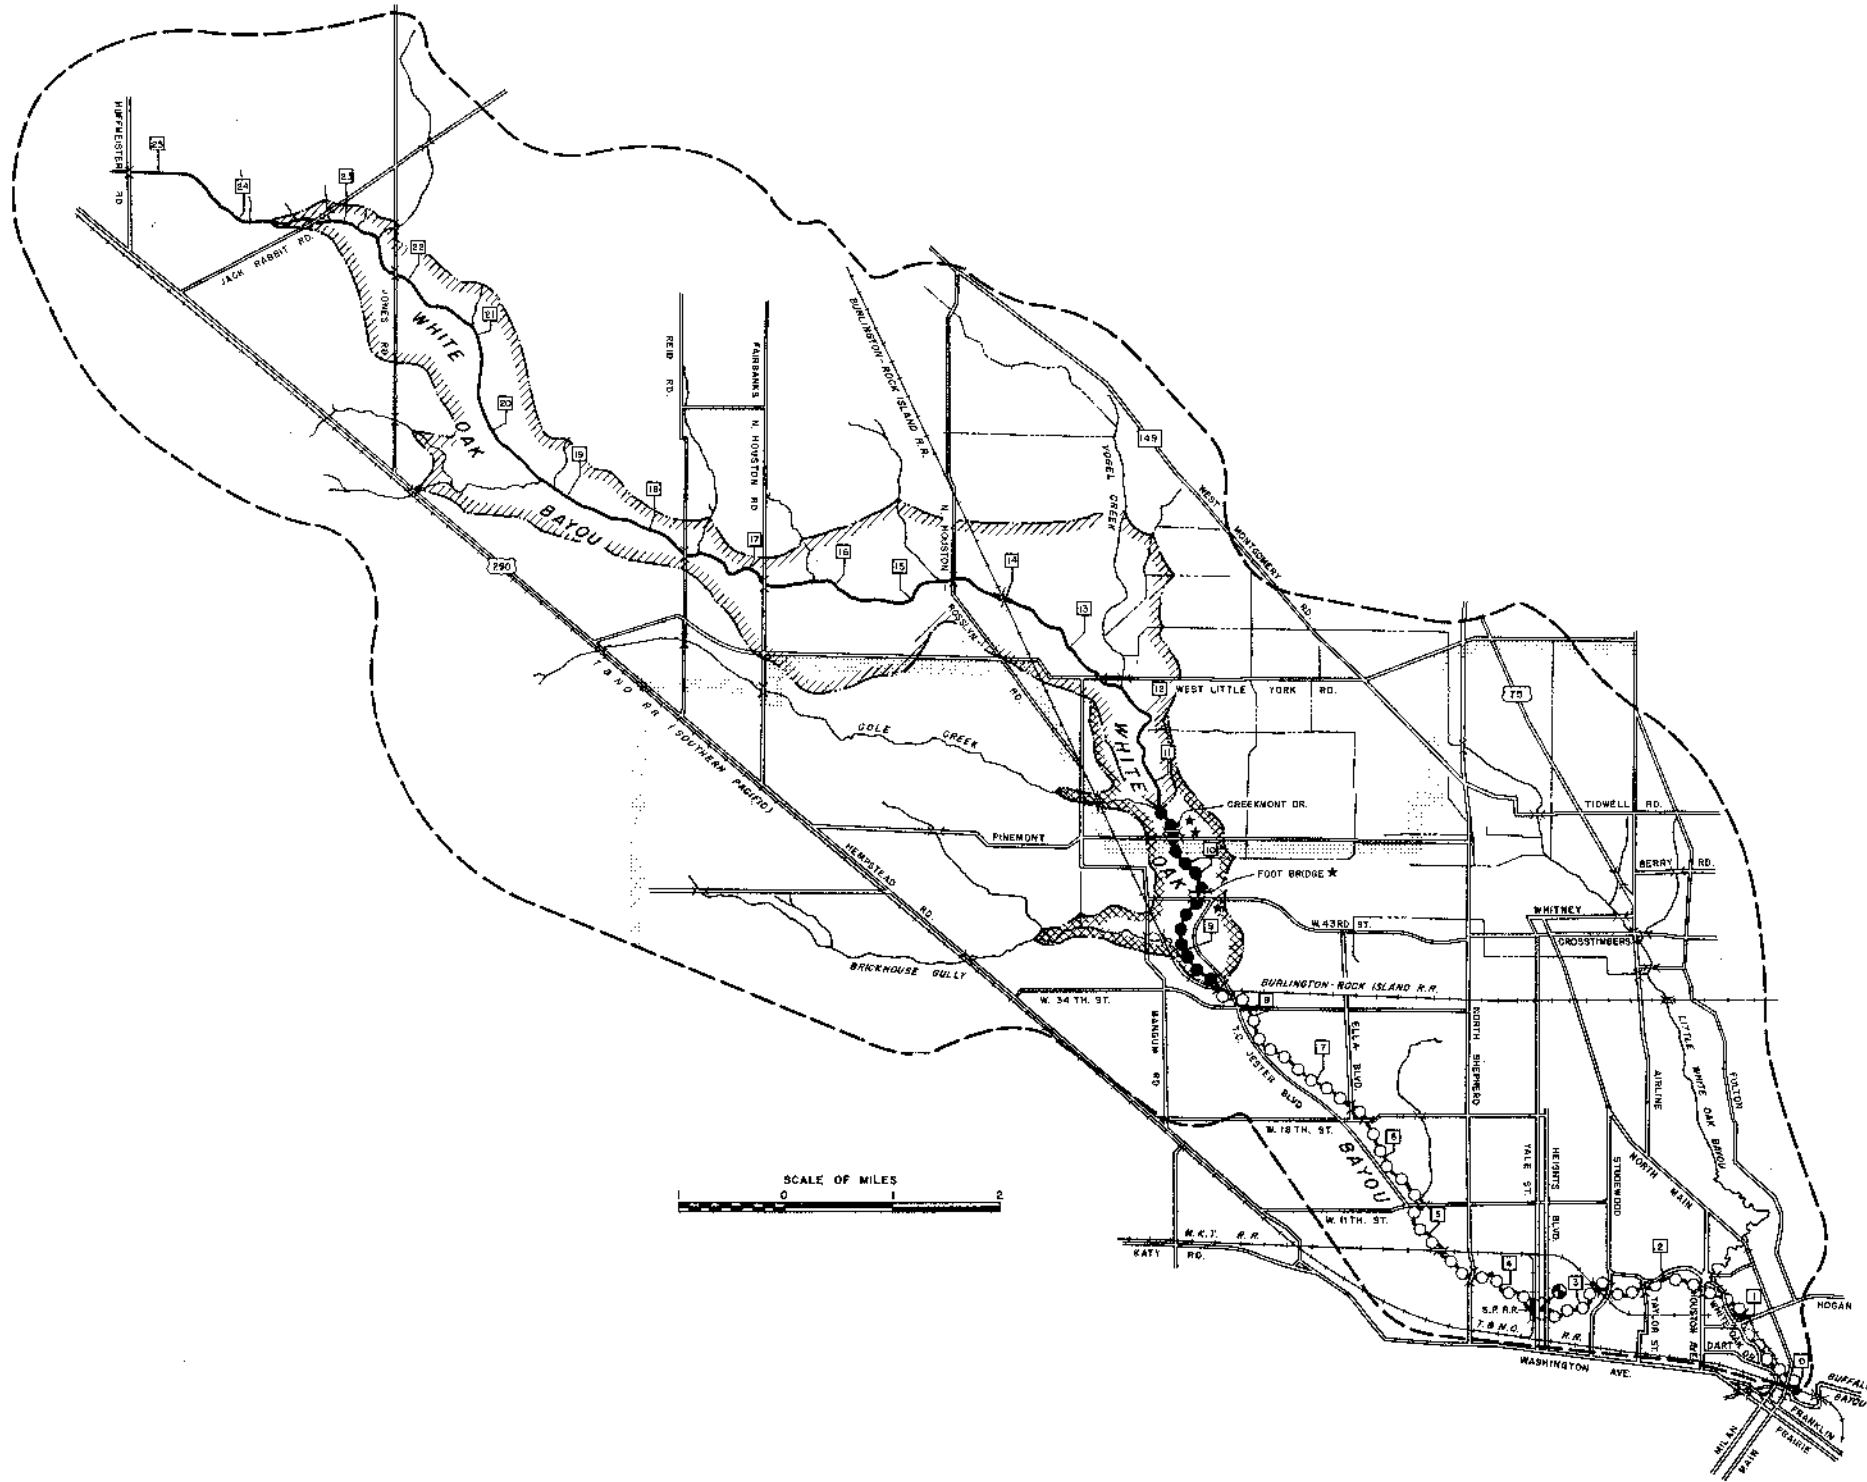 HUFFMEISTER RD
25
24
23
JACK RABBIT RD.
22
JONES RD.
21
WHITE
OAK
BAYOU
20
19
18
17
16
15
14
13
REID RD.
FAIRBANKS N. HOUSTON RD
BURLINGTON-ROCK ISLAND R.R.
N. HOUSTON -
ROSSLYN
RD.
VOGEL CREEK
149
WEST MONTGOMERY RD.
290
T & N O R R (SOUTHERN PACIFIC)
12
WEST LITTLE YORK RD.
75
COLE CREEK
WHITE
OAK
BAYOU
11
CREEKMONT DR.
TIDWELL RD.
PINEMONT
10
FOOT BRIDGE
BERRY RD.
HEMPSTEAD RD.
WHITNEY
W. 43RD ST.
CROSSTIMBERS
9
BRICKHOUSE GULLY
BURLINGTON-ROCK ISLAND R.R.
W. 34 TH. ST.
8
MANGUM RD
T.C. JESTER BLVD
7
ELLA BLVD.
NORTH SHEPHERD
AIRLINE
LITTLE WHITE OAK BAYOU
FULTON
W. 18TH. ST.
6
YALE ST.
HEIGHTS BLVD.
STUDEWOOD
NORTH MAIN
SCALE OF MILES
1 0 1 2
W. 11TH. ST.
5
M.K.T. R.R.
KATY RD.
4
3
2
1
0
S.P. R.R.
T. & N.O. R.R.
TAYLOR ST.
HOUSTON AVE.
WHITE OAK DR.
DART
HOGAN
WASHINGTON AVE.
BUFFALO
BAYOU
FRANKLIN
PRAIRIE
MILAN
MAIN